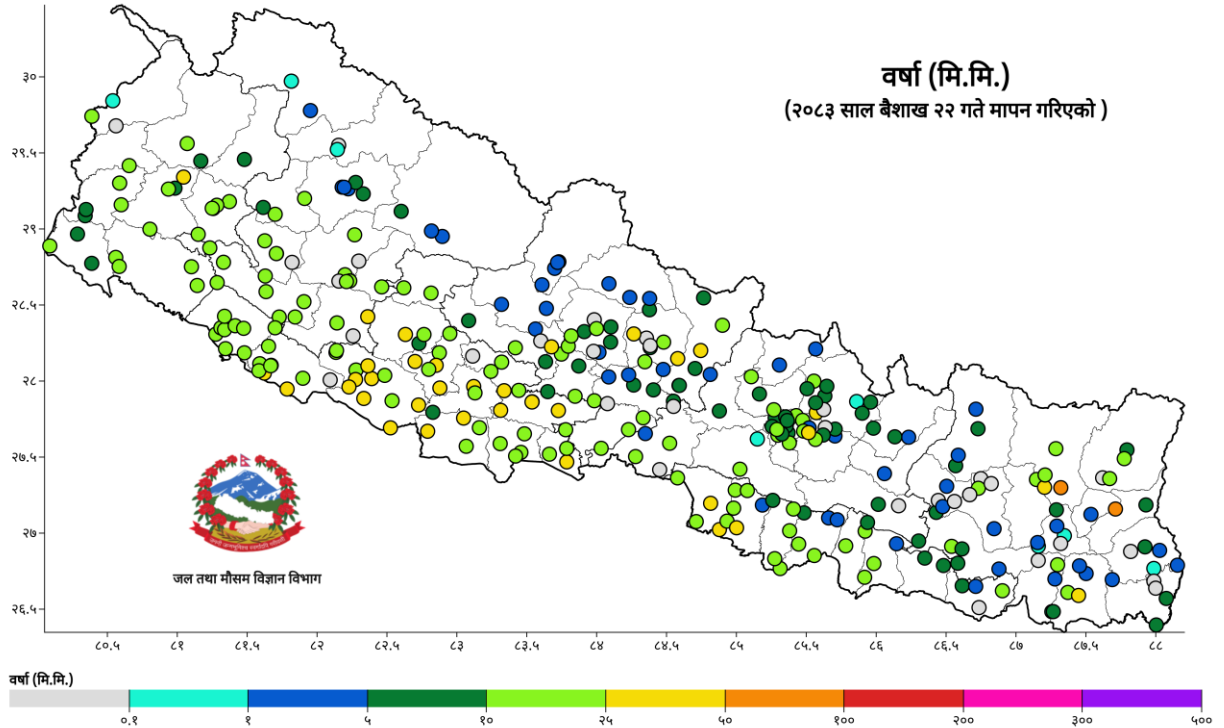 वर्षा (मि.मि.)
(२०८३ साल बैशाख २२ गते मापन गरिएको )
३०
२९.५
२९
२८.५
२८
२७.५
२७
२६.५
जल तथा मौसम विज्ञान विभाग
८०.५ ८१ ८१.५ ८२ ८२.५ ८३ ८३.५ ८४ ८४.५ ८५ ८५.५ ८६ ८६.५ ८७ ८७.५ ८८
वर्षा (मि.मि.)
०.१ १ ५ १० २५ ५० १०० २०० ३०० ५००